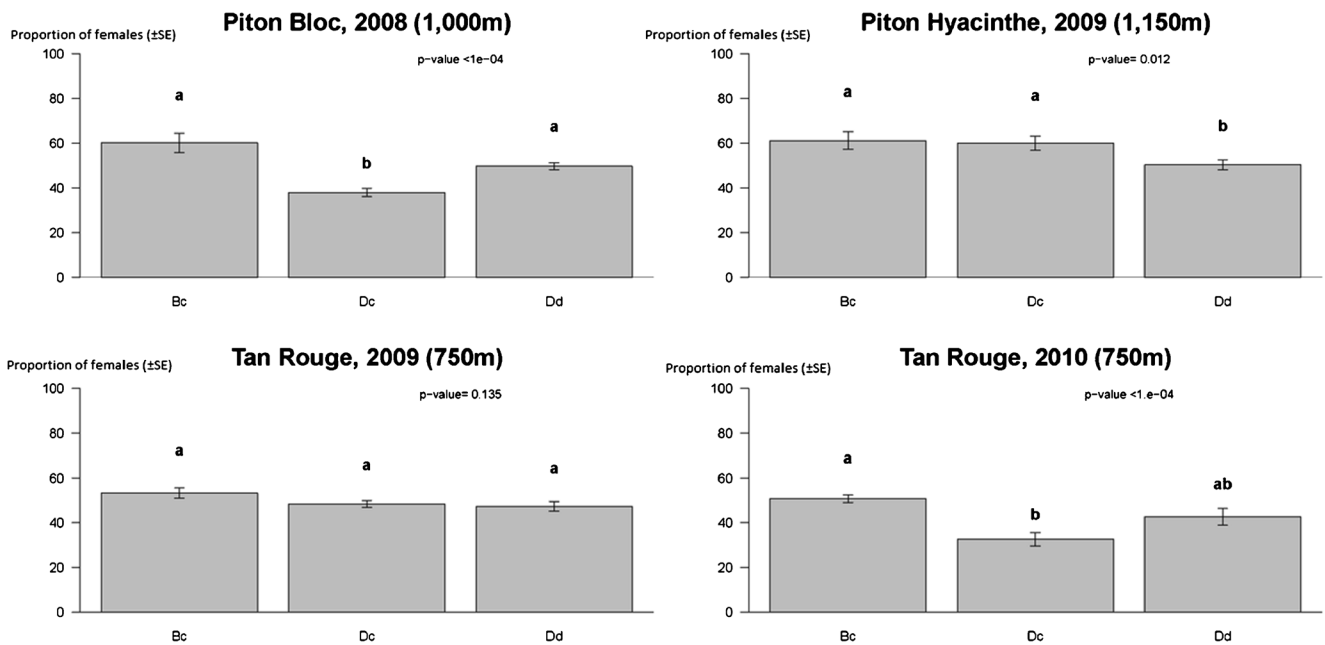 Piton Bloc, 2008 (1,000m)
Proportion of females (±SE)
p-value <1e-04
100
80
60
40
20
0
a
b
a
Bc Dc Dd
Piton Hyacinthe, 2009 (1,150m)
Proportion of females (±SE)
p-value= 0.012
100
80
60
40
20
0
a
a
b
Bc Dc Dd
Tan Rouge, 2009 (750m)
Proportion of females (±SE)
p-value= 0.135
100
80
60
40
20
0
a
a
a
Bc Dc Dd
Tan Rouge, 2010 (750m)
Proportion of females (±SE)
p-value <1.e-04
100
80
60
40
20
0
a
b
ab
Bc Dc Dd